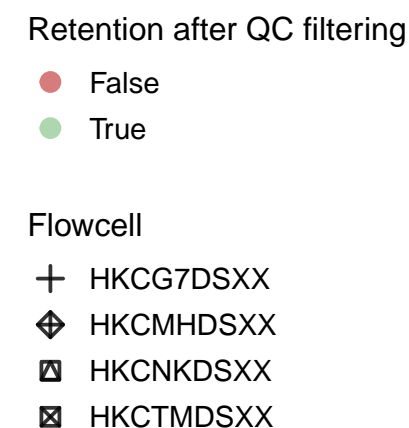 Retention after QC filtering
False
True
Flowcell
HKCG7DSXX
HKCMHDSXX
HKCNKDSXX
HKCTMDSXX